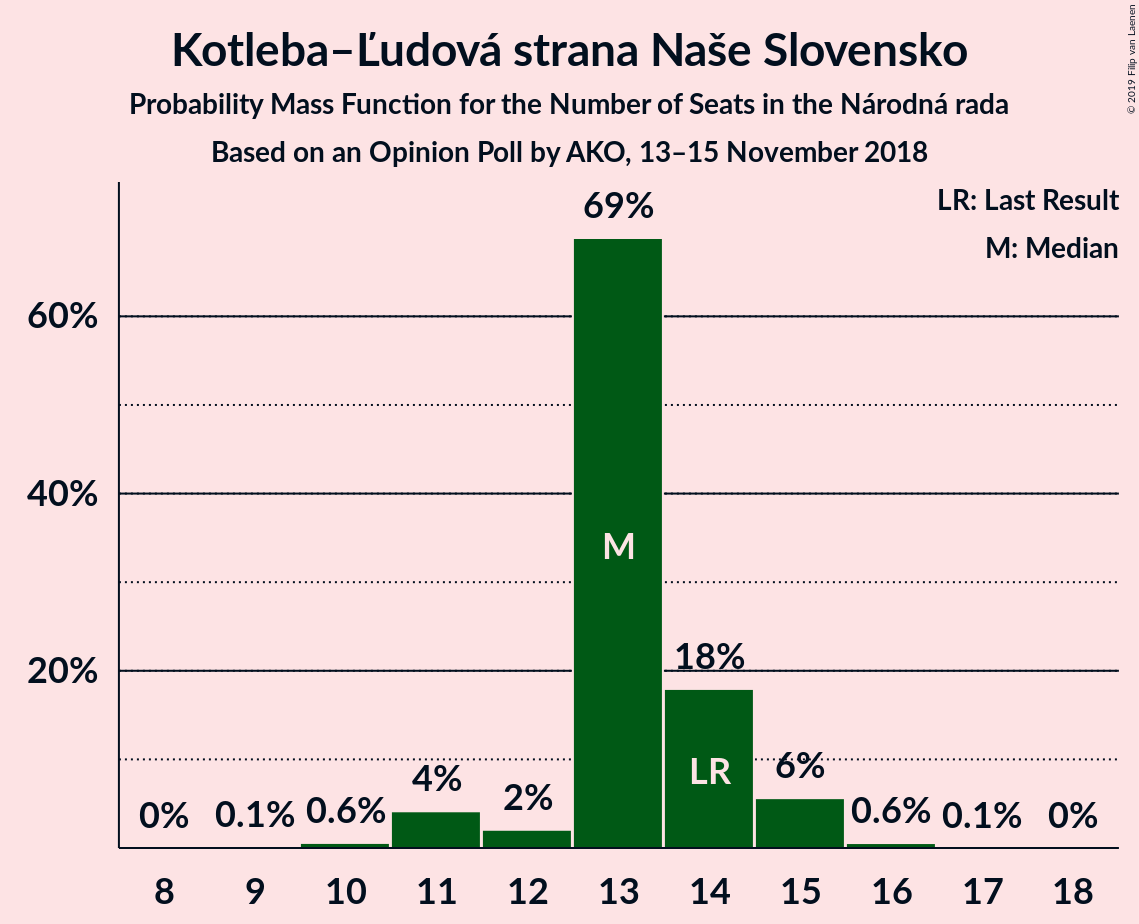 Kotleba–Ľudová strana Naše Slovensko
Probability Mass Function for the Number of Seats in the Národná rada
Based on an Opinion Poll by AKO, 13–15 November 2018
© 2019 Filip van Laenen
LR: Last Result
M: Median
60%
40%
20%
0%
0.1%
0.6%
4%
2%
69%
18%
6%
0.6%
0.1%
0%
M
LR
8 9 10 11 12 13 14 15 16 17 18